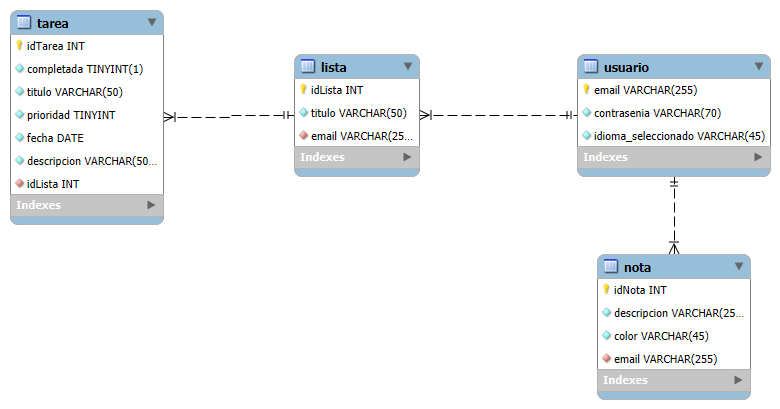 tarea
idTarea INT
completada TINYINT(1)
titulo VARCHAR(50)
prioridad TINYINT
fecha DATE
descripcion VARCHAR(50...
idLista INT
Indexes
lista
idLista INT
titulo VARCHAR(50)
email VARCHAR(25...
Indexes
usuario
email VARCHAR(255)
contrasenia VARCHAR(70)
idioma_seleccionado VARCHAR(45)
Indexes
nota
idNota INT
descripcion VARCHAR(25...
color VARCHAR(45)
email VARCHAR(255)
Indexes